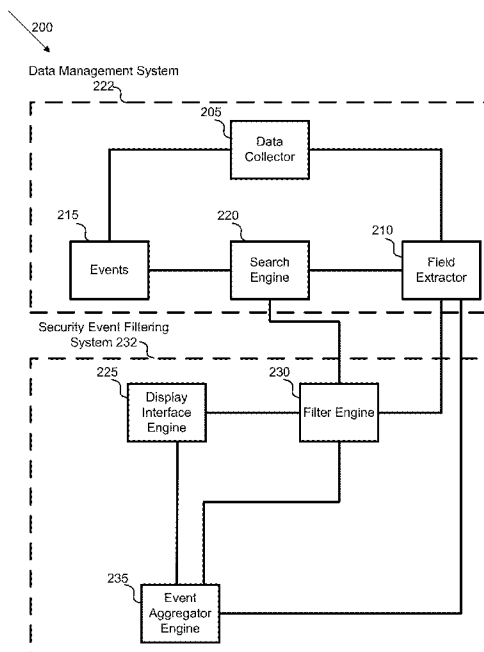 200
Data Management System
222
205
Data
Collector
215
Events
220
Search
Engine
210
Field
Extractor
Security Event Filtering
System 232
225
Display
Interface
Engine
230
Filter Engine
235
Event
Aggregator
Engine